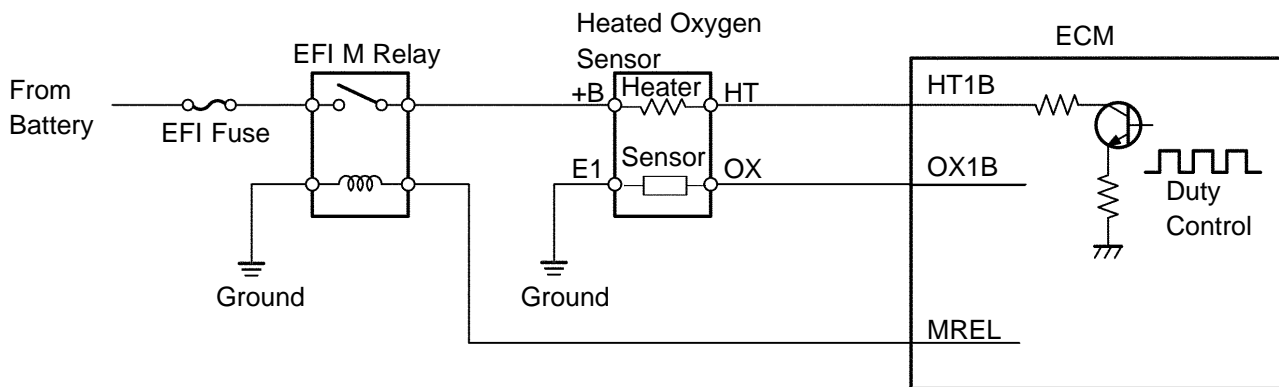 Heated Oxygen
Sensor
EFI M Relay
ECM
From
Battery
EFI Fuse
+B
Heater
HT
HT1B
E1
Sensor
OX
OX1B
Duty
Control
Ground
Ground
MREL